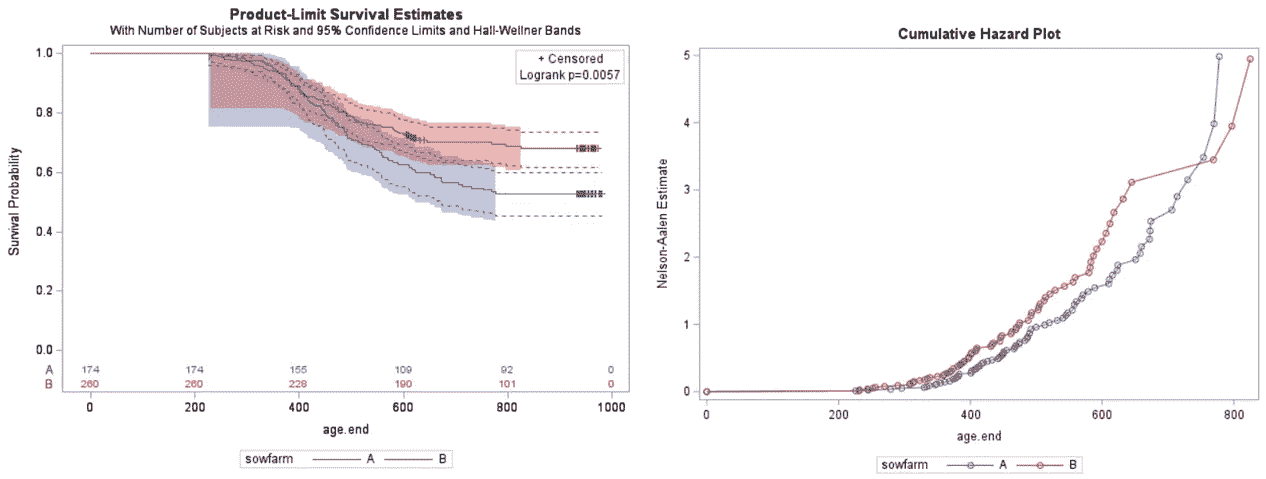 Product-Limit Survival Estimates
With Number of Subjects at Risk and 95% Confidence Limits and Hall-Wellner Bands
+ Censored
Logrank p=0.0057
Survival Probability
1.0
0.8
0.6
0.4
0.2
0.0
A 174 174 155 109 92 0
B 260 260 228 190 101 0
0 200 400 600 800 1000
age.end
sowfarm A B
Cumulative Hazard Plot
Nelson-Aalen Estimate
5
4
3
2
1
0
0 200 400 600 800
age.end
sowfarm A B